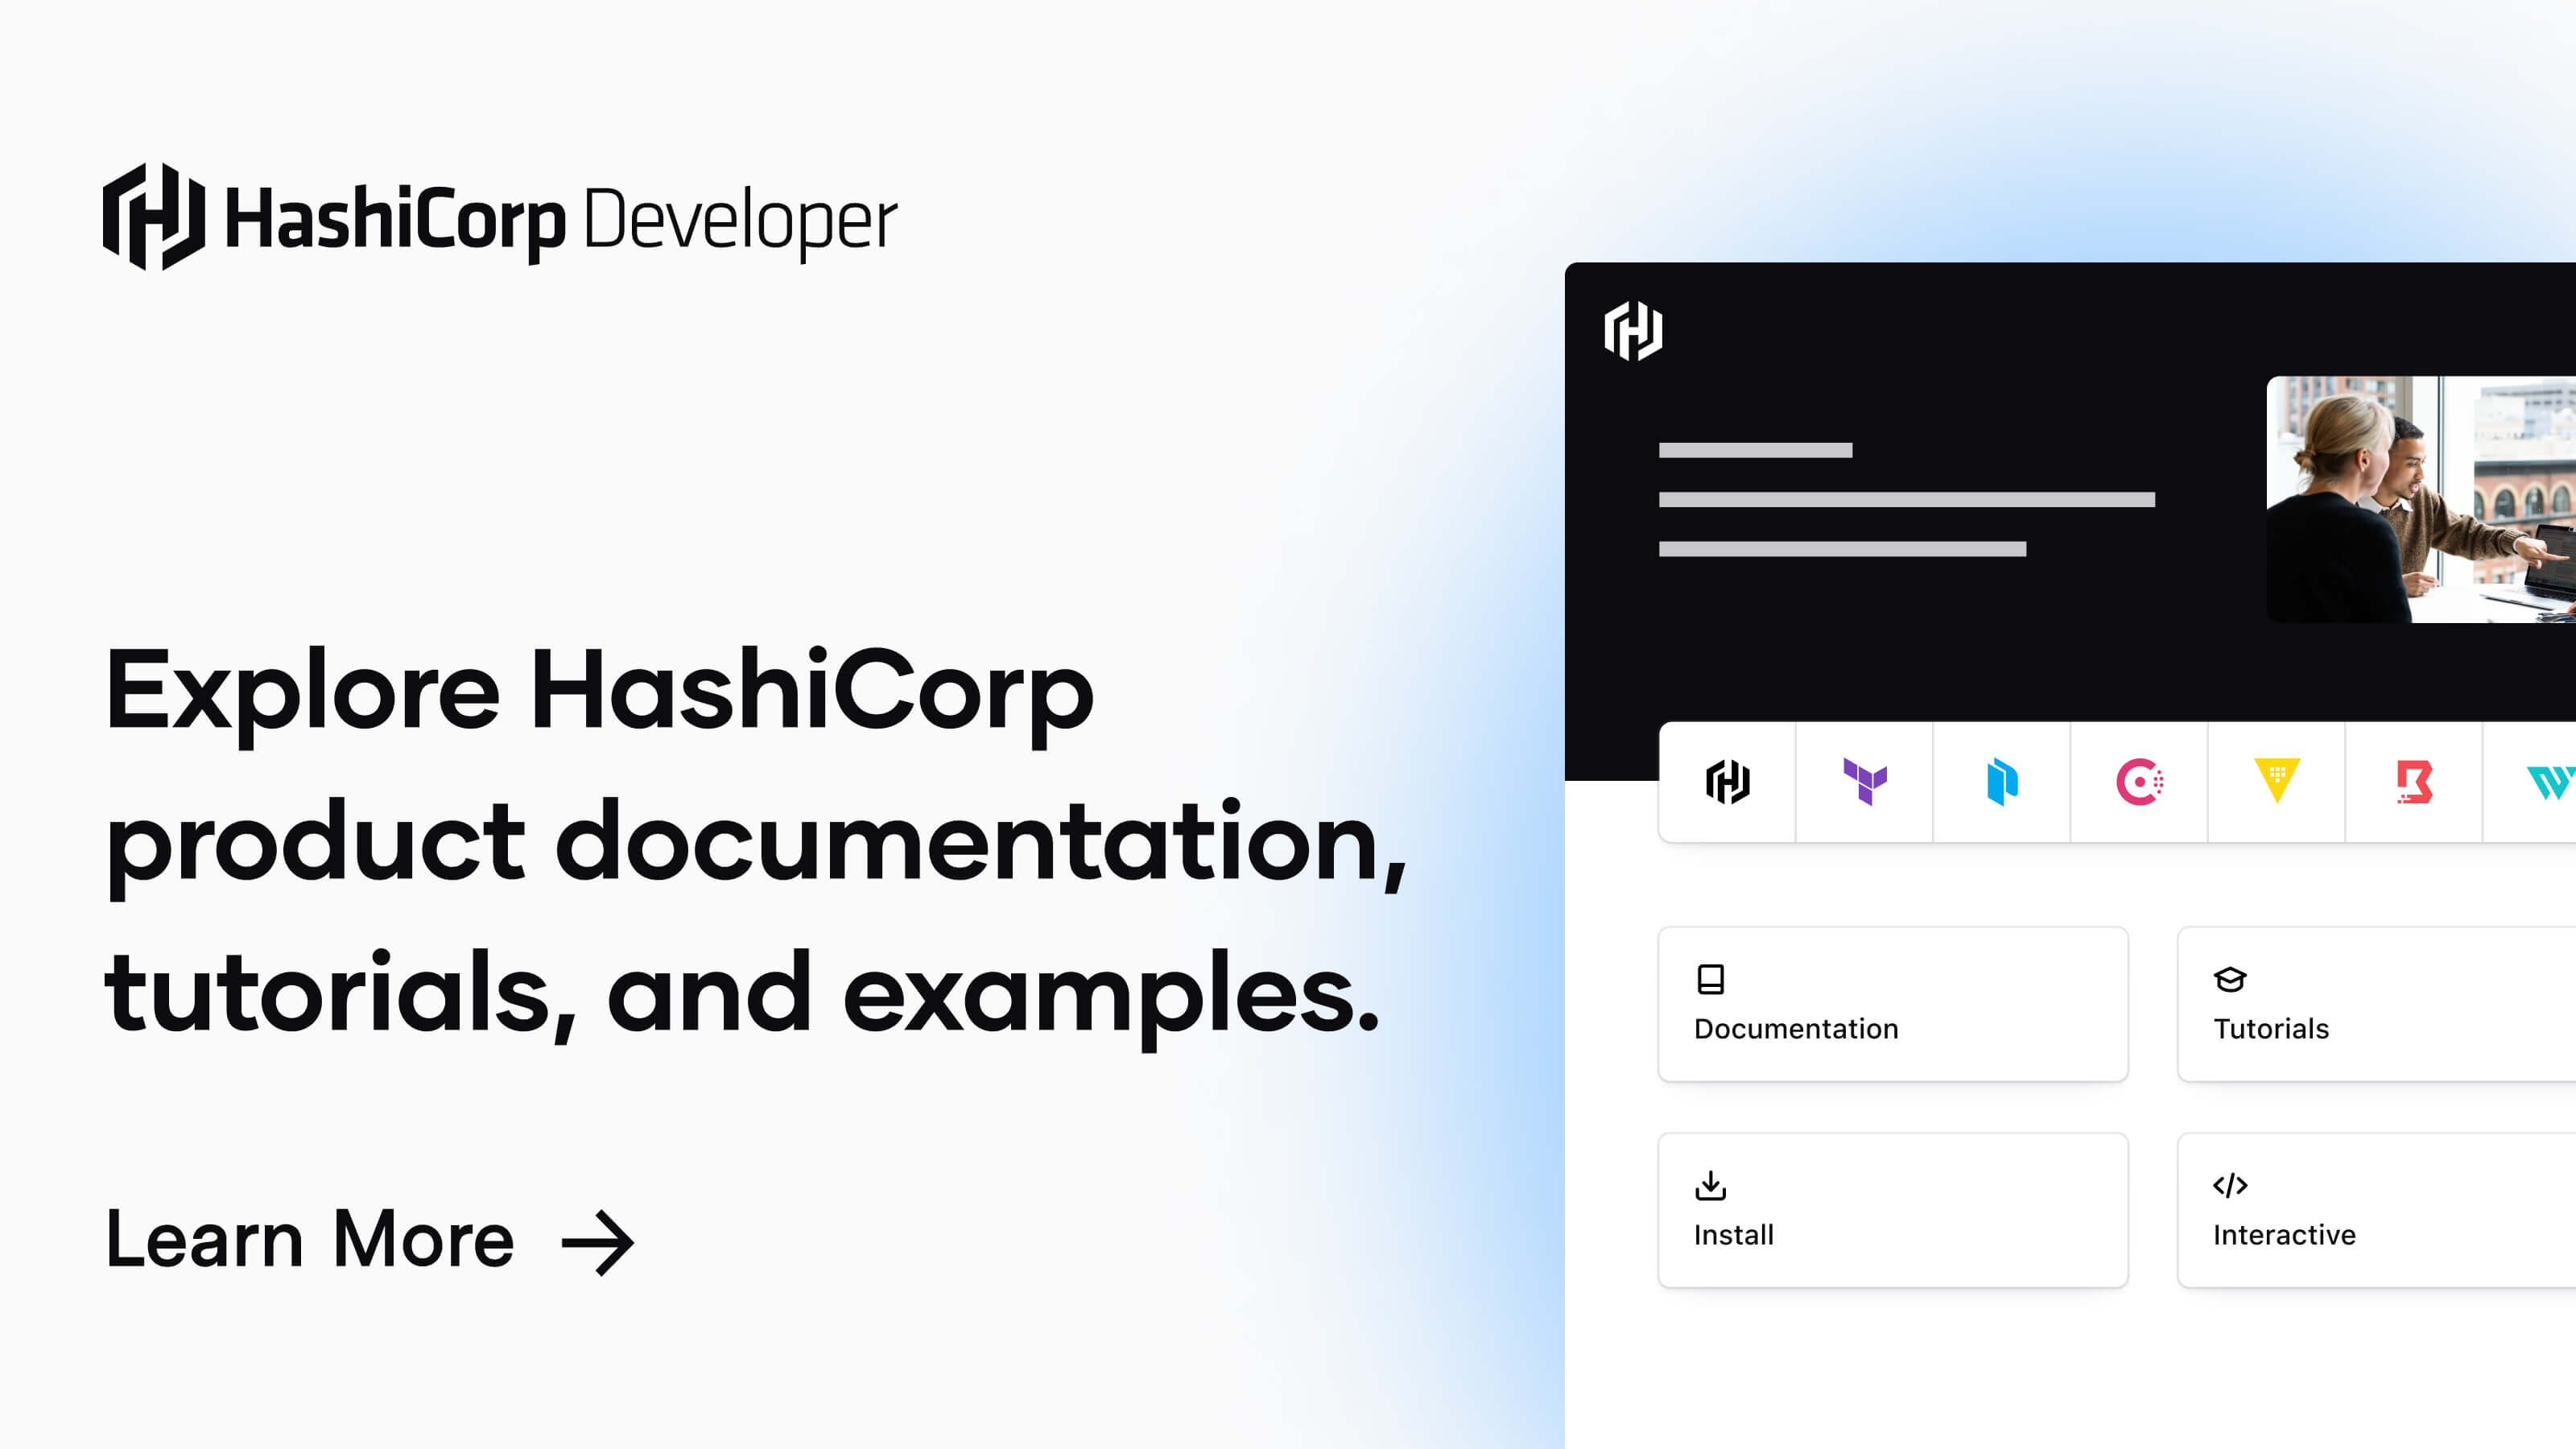 HashiCorp Developer
Explore HashiCorp
product documentation,
tutorials, and examples.
Learn More
Documentation
Tutorials
Install
Interactive